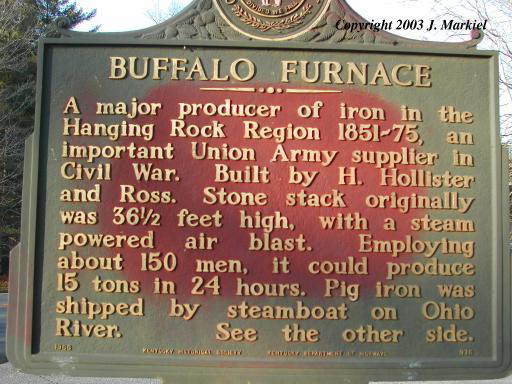 Copyright 2003 J. Markiel
BUFFALO FURNACE
A major producer of iron in the
Hanging Rock Region 1851-75, an
important Union Army supplier in
Civil War. Built by H. Hollister
and Ross. Stone stack originally
was 36½ feet high, with a steam
powered air blast. Employing
about 150 men, it could produce
15 tons in 24 hours. Pig iron was
shipped by steamboat on Ohio
River. See the other side.
KENTUCKY HISTORICAL SOCIETY KENTUCKY DEPARTMENT OF HIGHWAYS